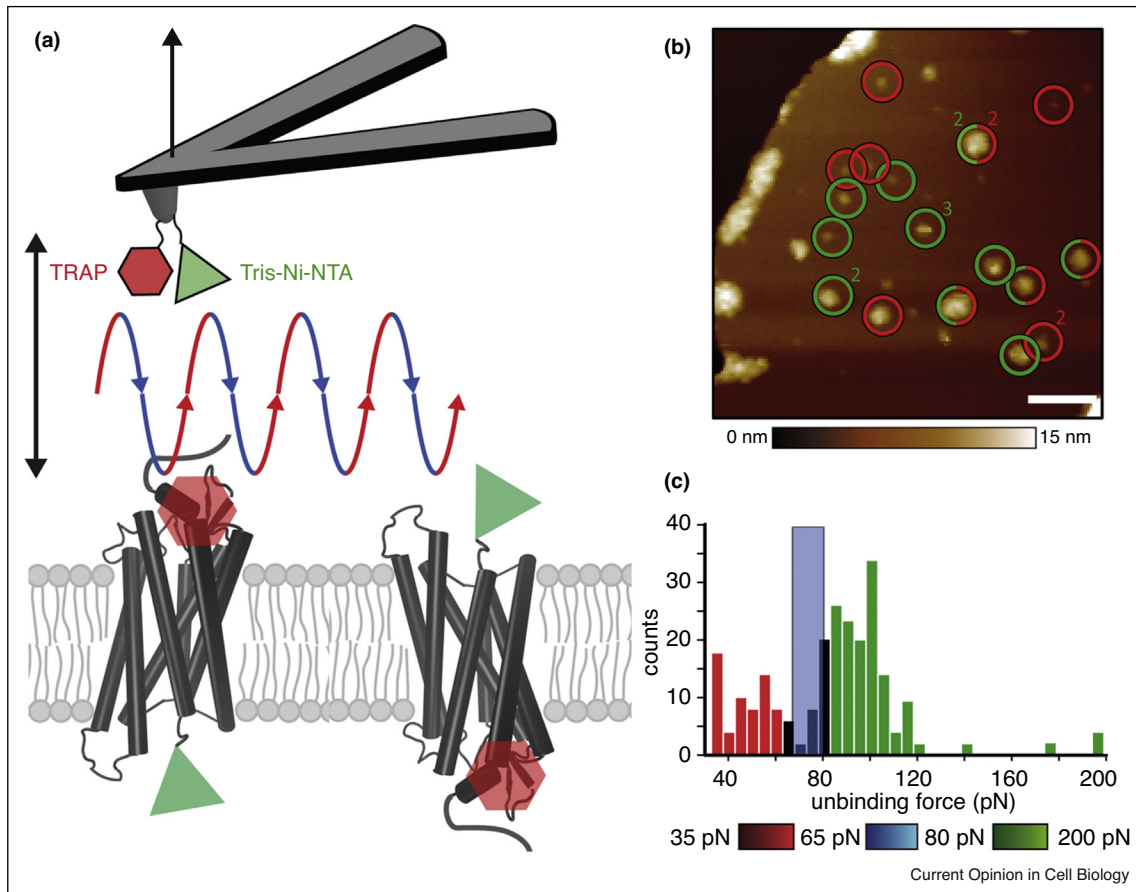 (a)
TRAP
Tris-Ni-NTA
(b)
2 2
3
2
2
0 nm 15 nm
(c)
40
30
20
10
0
counts
40 80 120 160 200
unbinding force (pN)
35 pN 65 pN 80 pN 200 pN
Current Opinion in Cell Biology